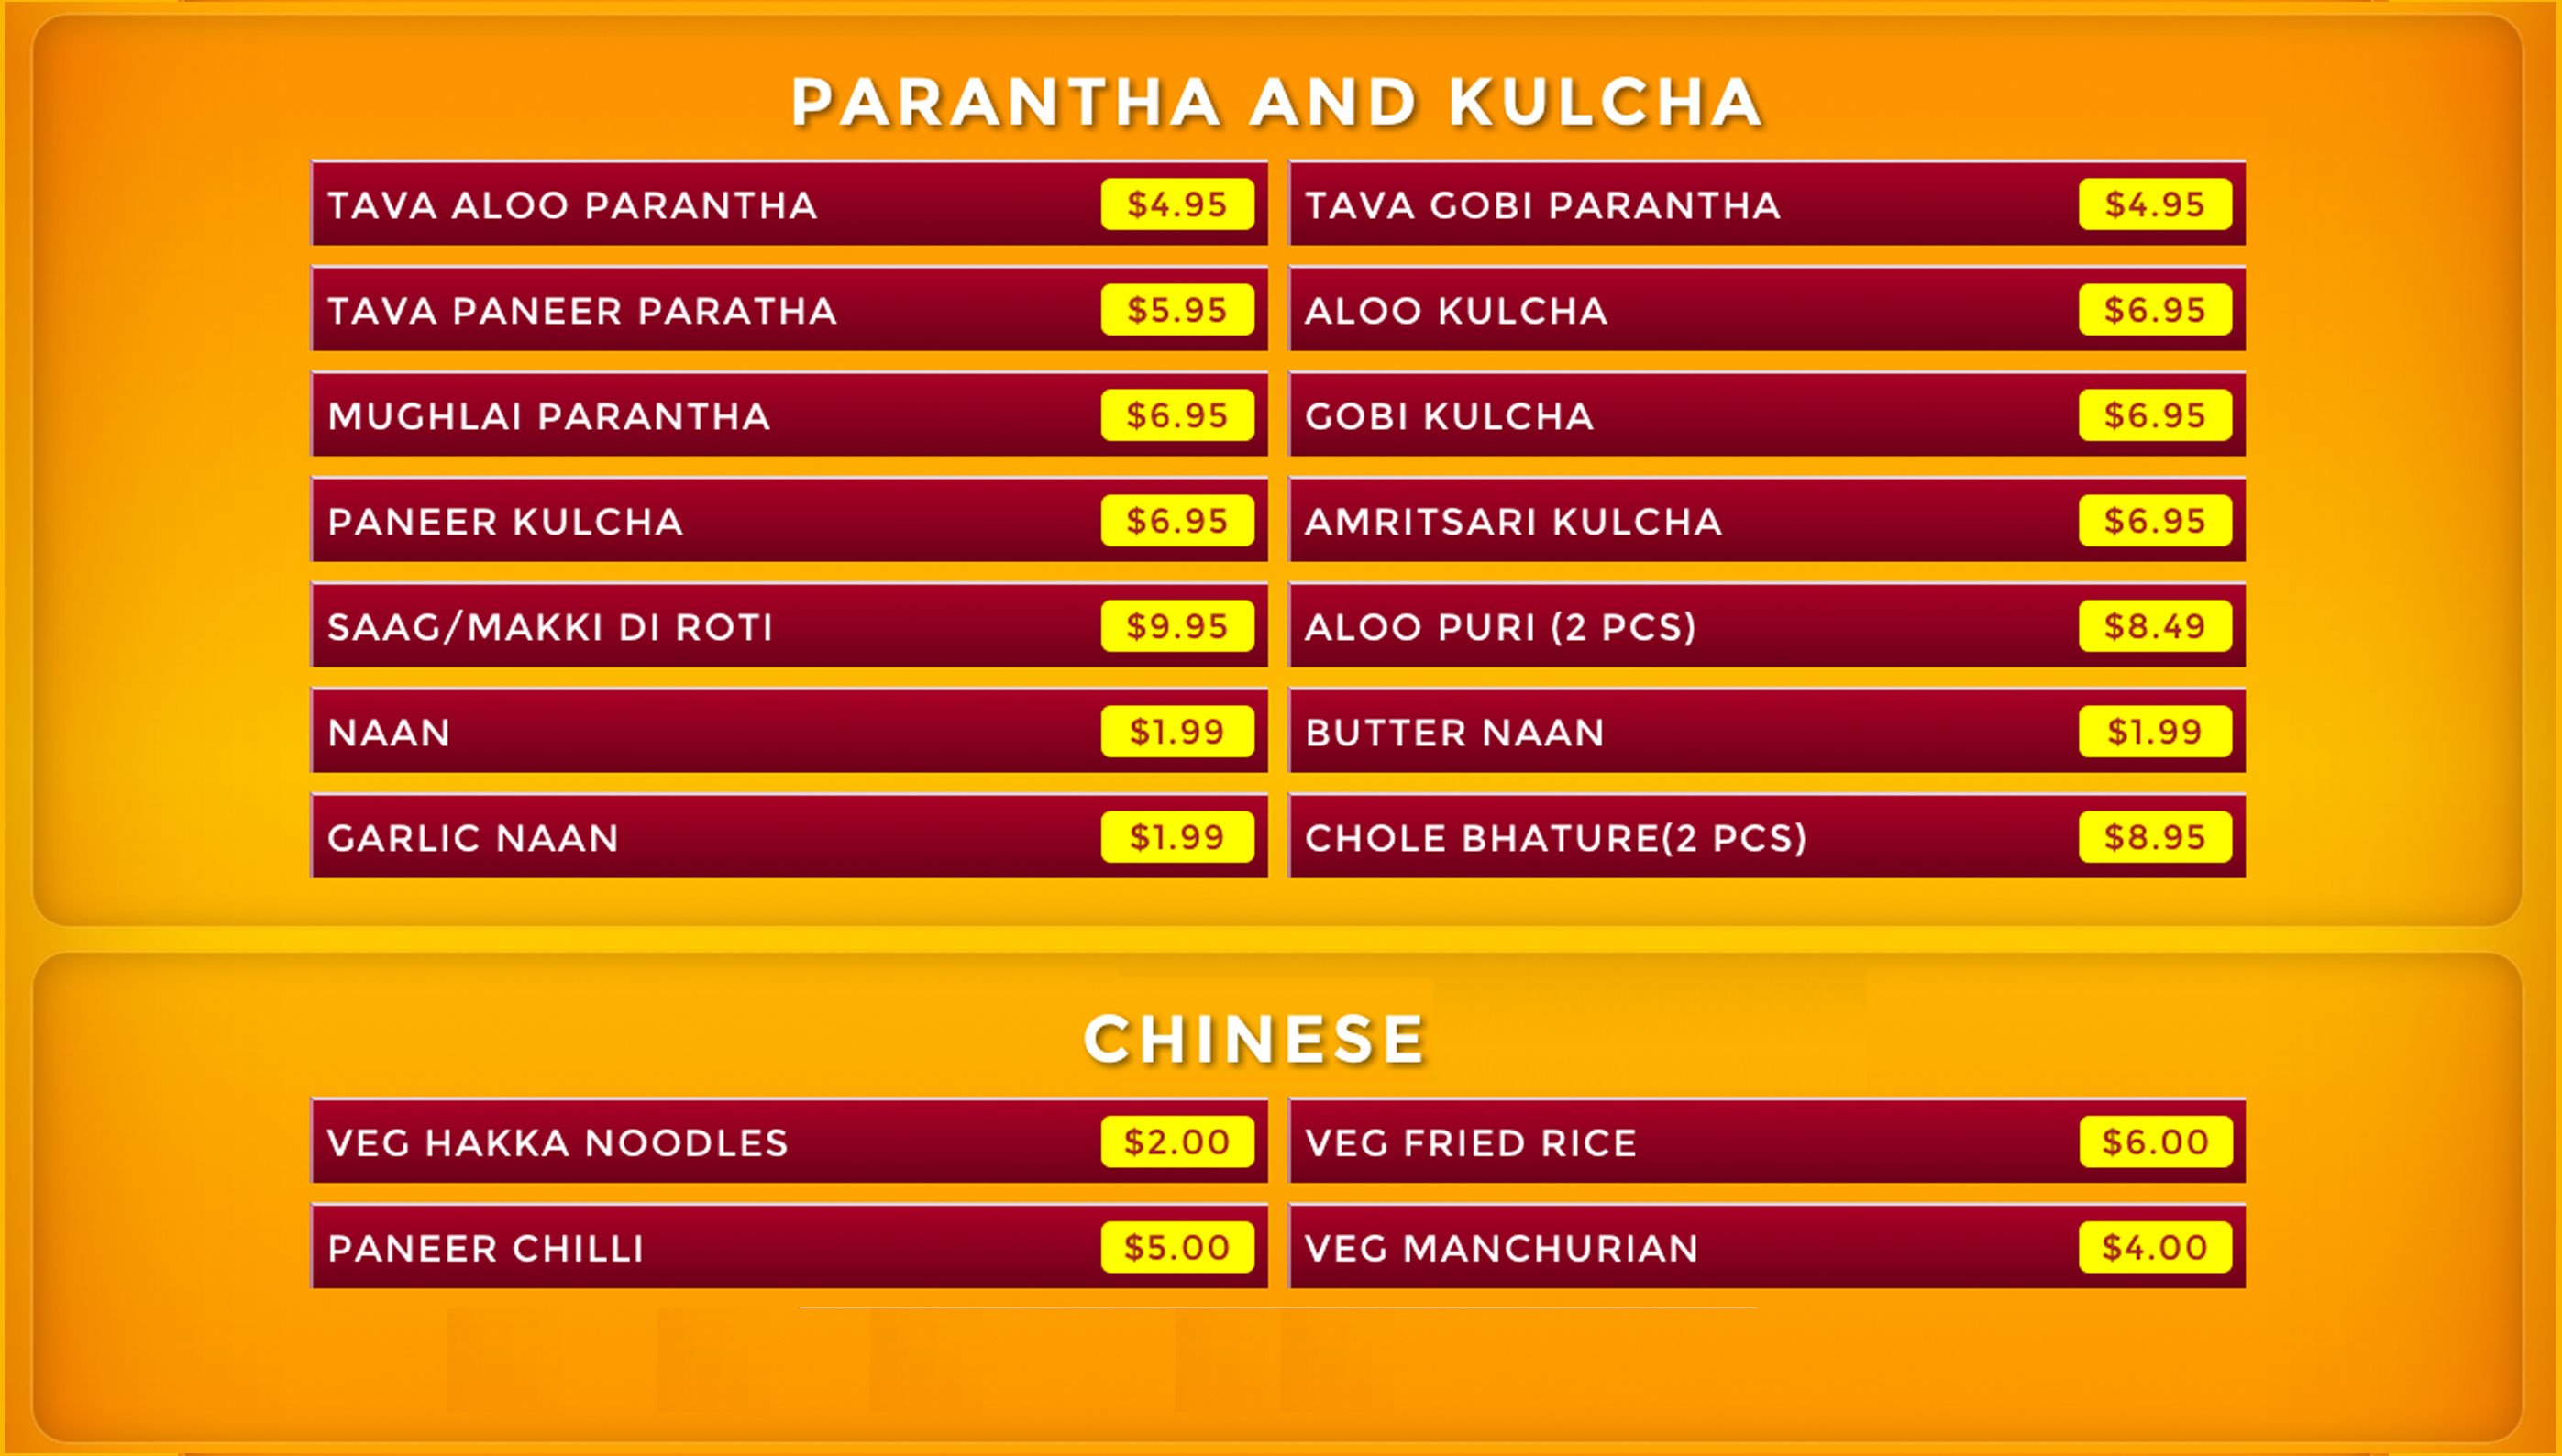 PARANTHA AND KULCHA
TAVA ALOO PARANTHA $4.95 TAVA GOBI PARANTHA $4.95
TAVA PANEER PARATHA $5.95 ALOO KULCHA $6.95
MUGHLAI PARANTHA $6.95 GOBI KULCHA $6.95
PANEER KULCHA $6.95 AMRITSARI KULCHA $6.95
SAAG/MAKKI DI ROTI $9.95 ALOO PURI (2 PCS) $8.49
NAAN $1.99 BUTTER NAAN $1.99
GARLIC NAAN $1.99 CHOLE BHATURE(2 PCS) $8.95
CHINESE
VEG HAKKA NOODLES $2.00 VEG FRIED RICE $6.00
PANEER CHILLI $5.00 VEG MANCHURIAN $4.00